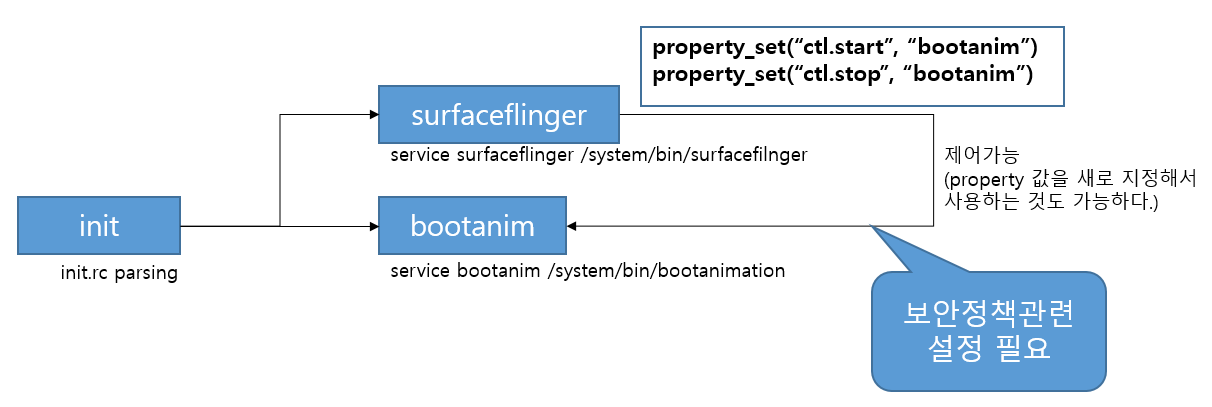 property_set(“ctl.start”, “bootanim”)
property_set(“ctl.stop”, “bootanim”)
surfaceflinger
service surfaceflinger /system/bin/surfacefilnger
제어가능
(property 값을 새로 지정해서
사용하는 것도 가능하다.)
init
init.rc parsing
bootanim
service bootanim /system/bin/bootanimation
보안정책관련
설정 필요